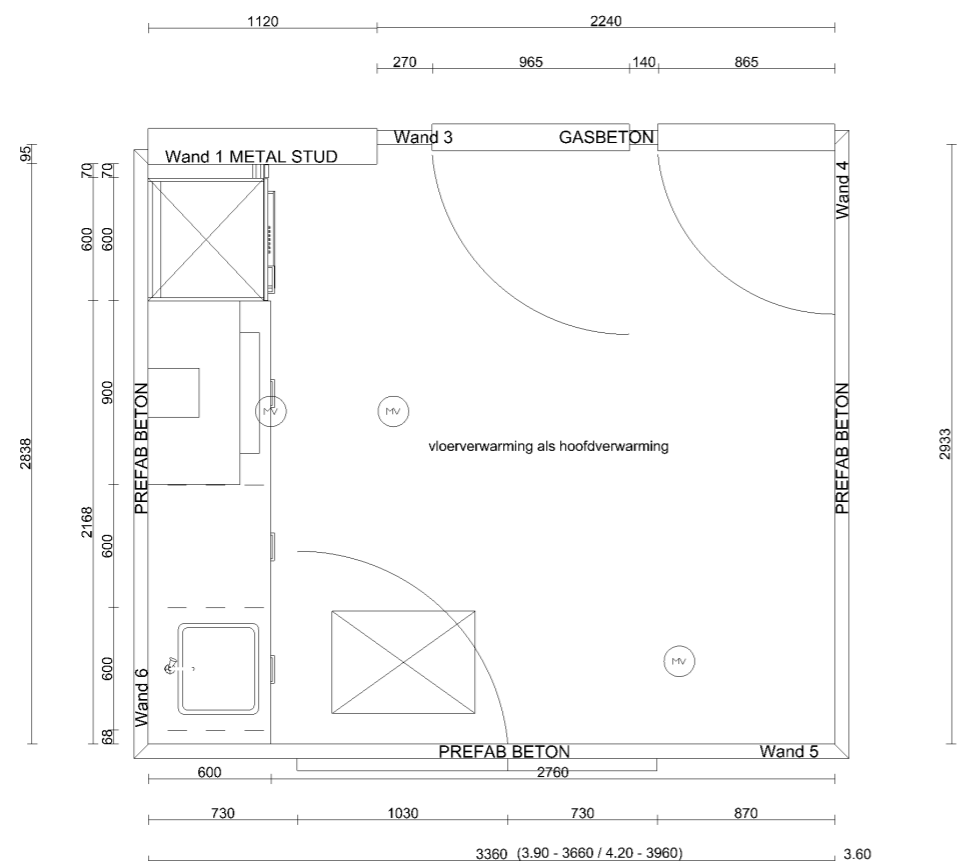 1120 2240
270 965 140 865
Wand 3 GASBETON
Wand 1 METAL STUD
95
70 70
Wand 4
600 600
900
PREFAB BETON
MV MV
PREFAB BETON
vloerverwarming als hoofdverwarming
2838
2933
2168
600
600
Wand 6
MV
68
PREFAB BETON Wand 5
600 2760
730 1030 730 870
3360 (3.90 - 3660 / 4.20 - 3960) 3.60